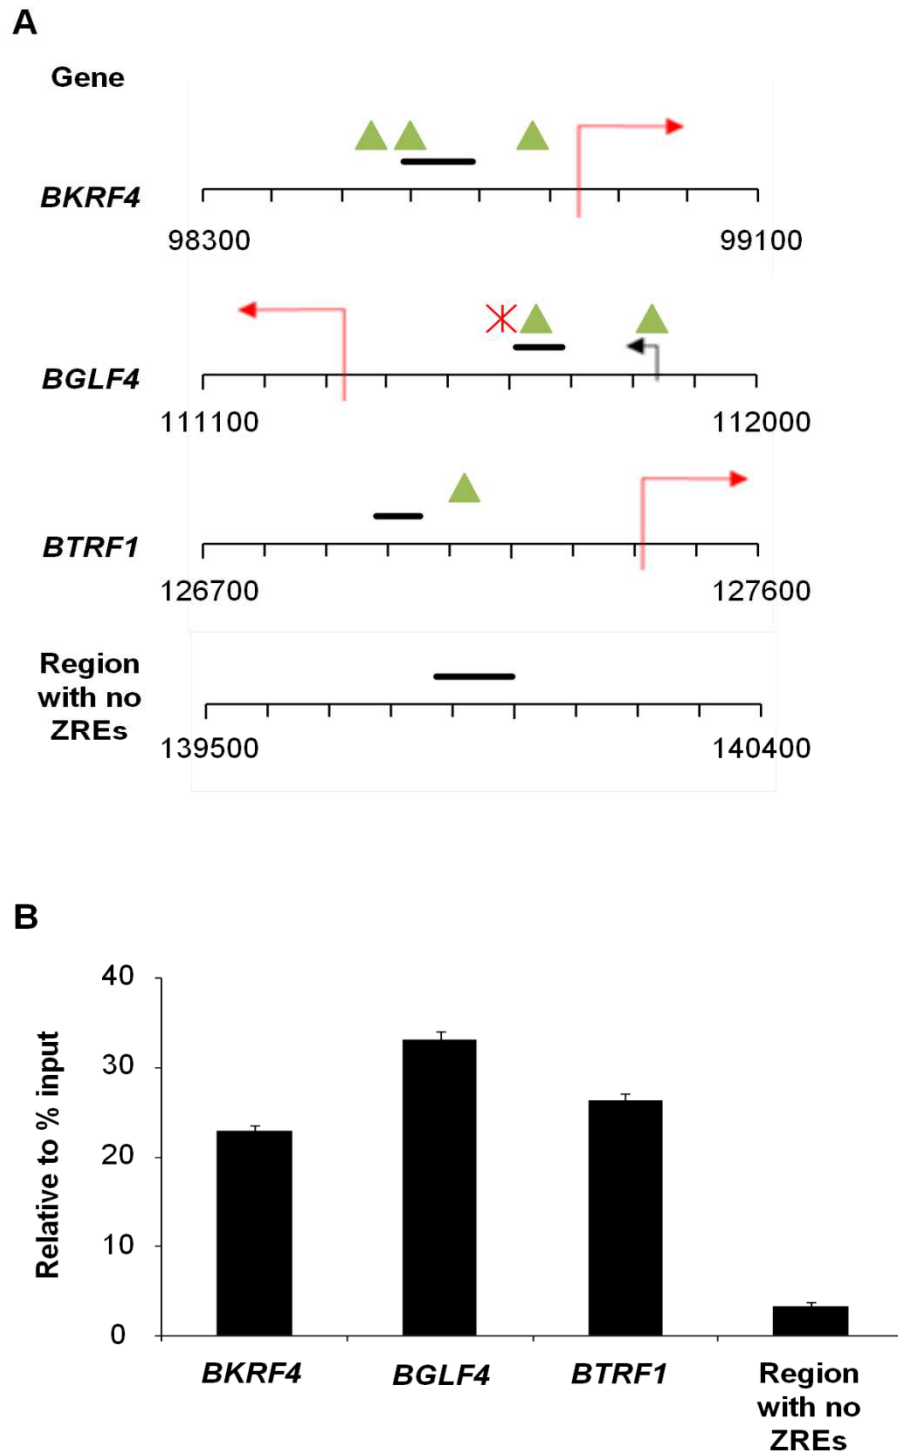 A
Gene
BKRF4
98300 99100
BGLF4
111100 112000
BTRF1
126700 127600
Region
with no
ZREs
139500 140400
B
Relative to % input
40
30
20
10
0
BKRF4 BGLF4 BTRF1 Region
with no
ZREs